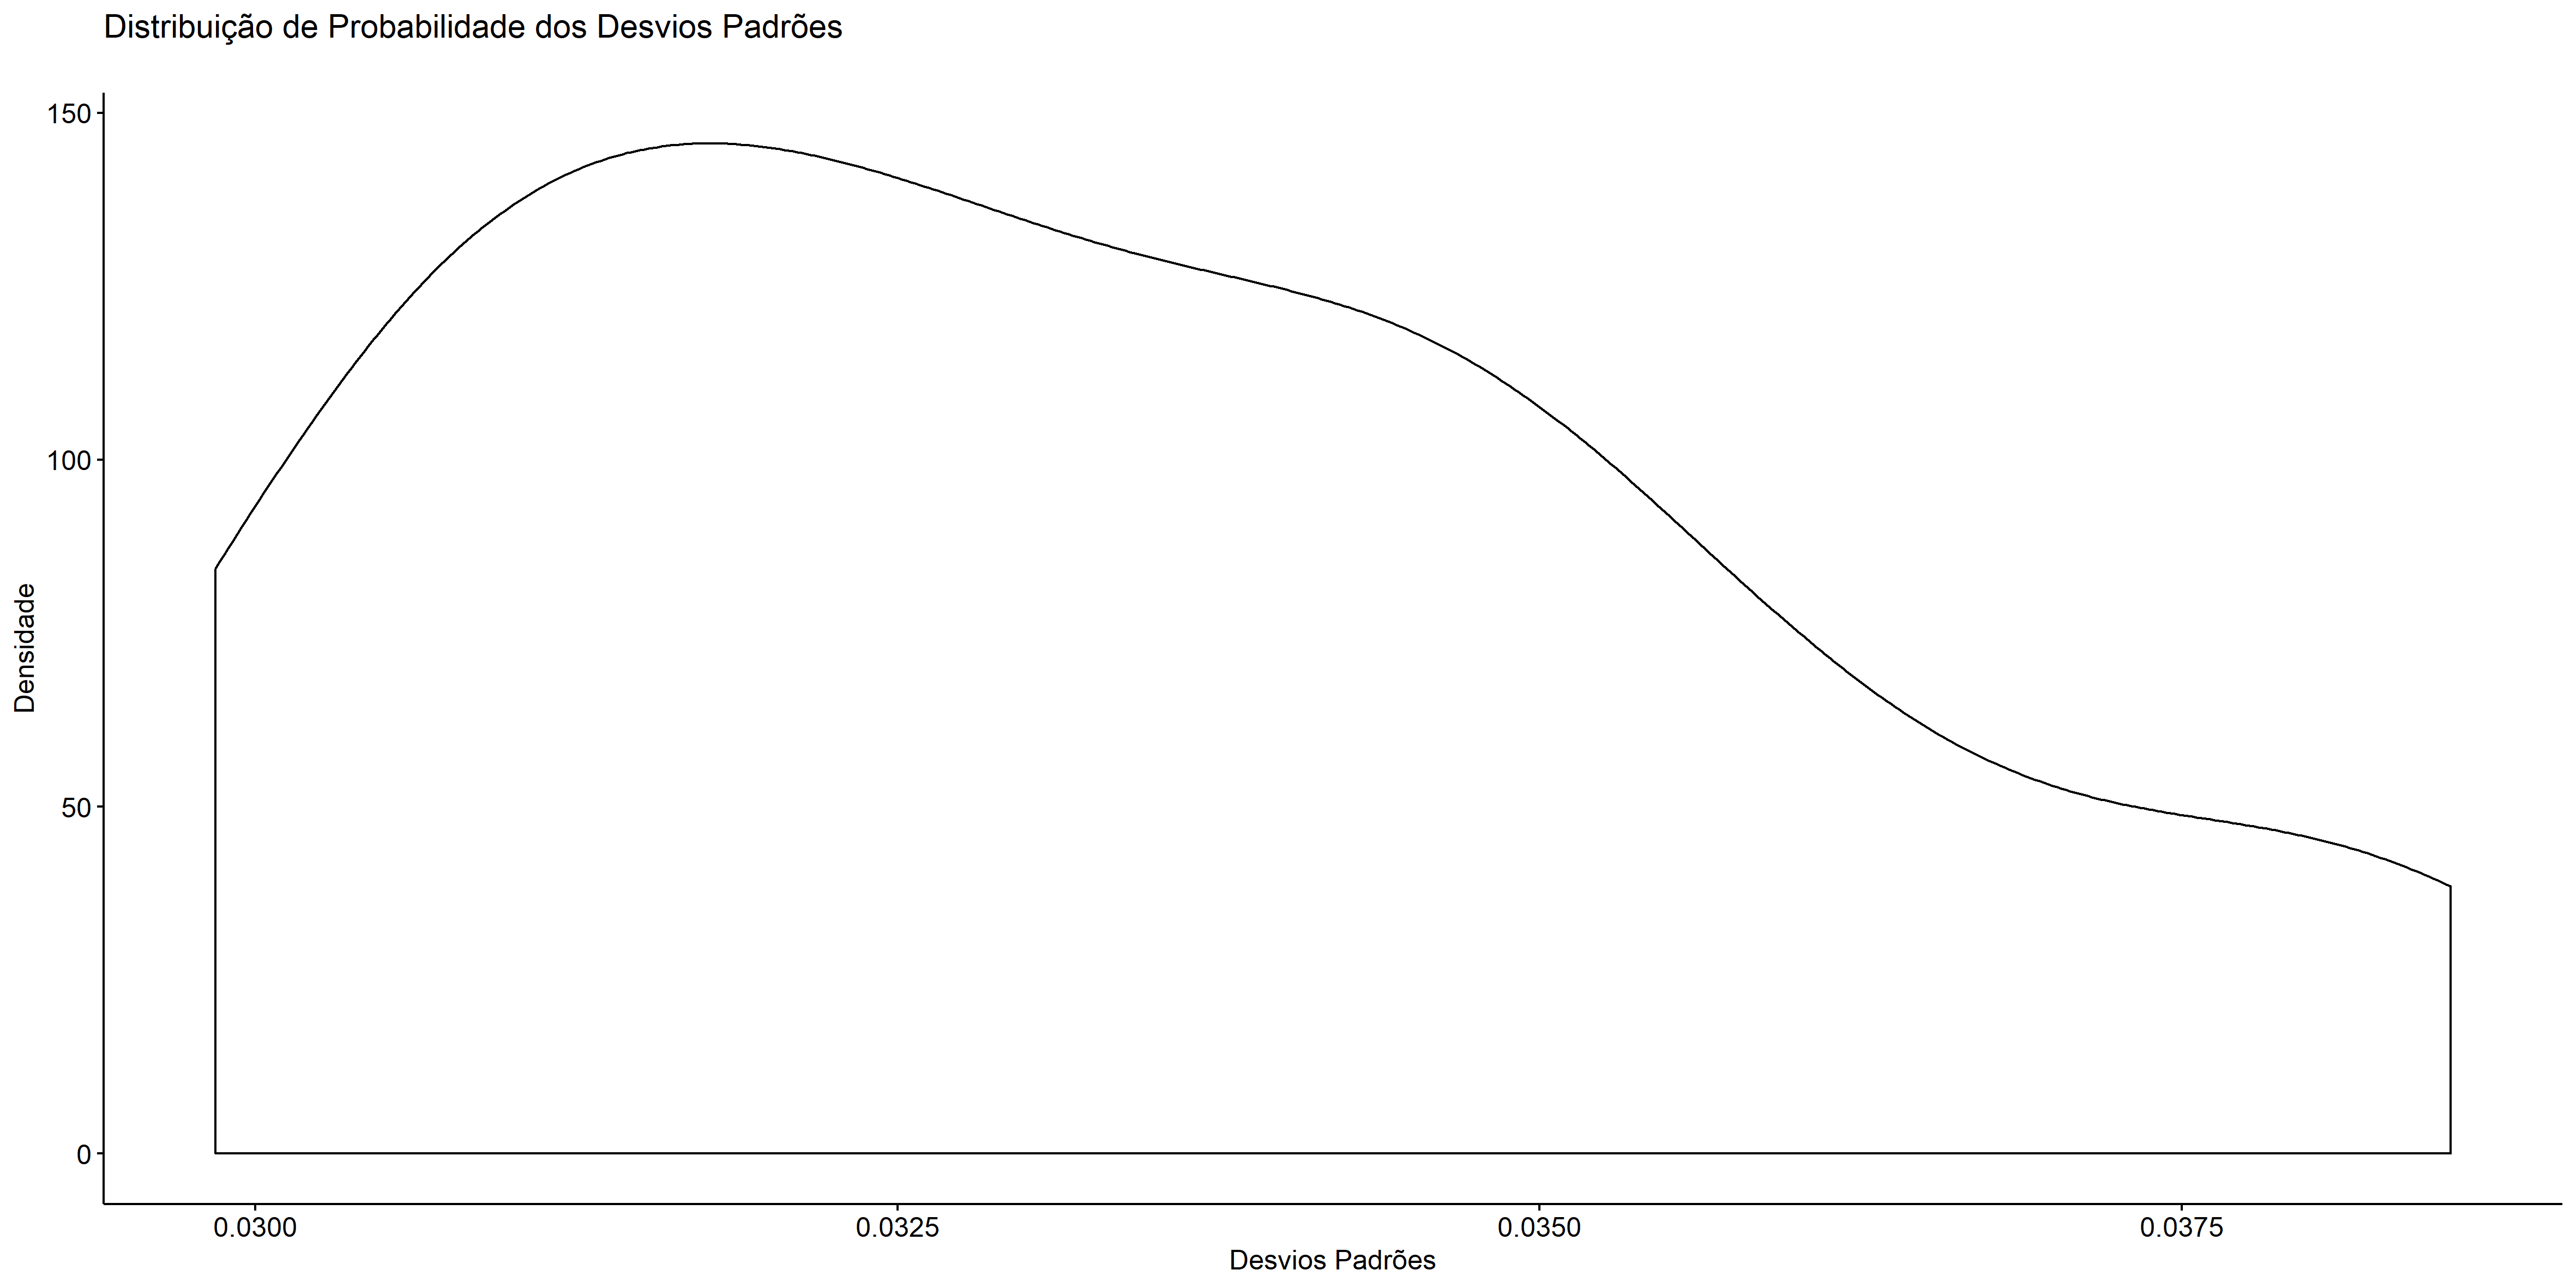 Distribuição de Probabilidade dos Desvios Padrões
150
100
50
0
Densidade
0.0300
0.0325
0.0350
0.0375
Desvios Padrões